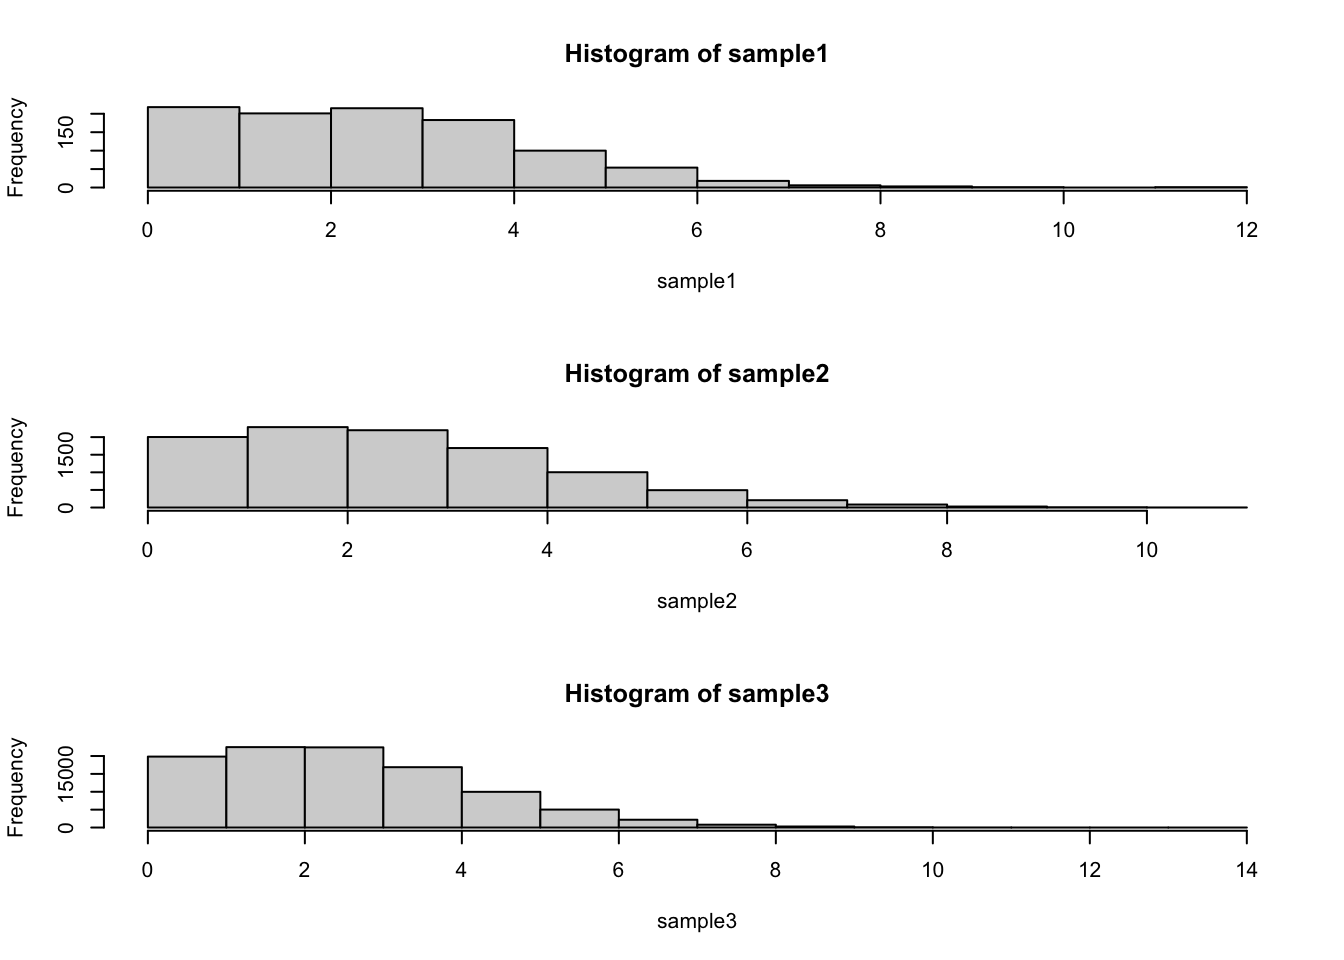 Histogram of sample1
Frequency
150
0
0 2 4 6 8 10 12
sample1
Histogram of sample2
Frequency
1500
0
0 2 4 6 8 10
sample2
Histogram of sample3
Frequency
15000
0
0 2 4 6 8 10 12 14
sample3